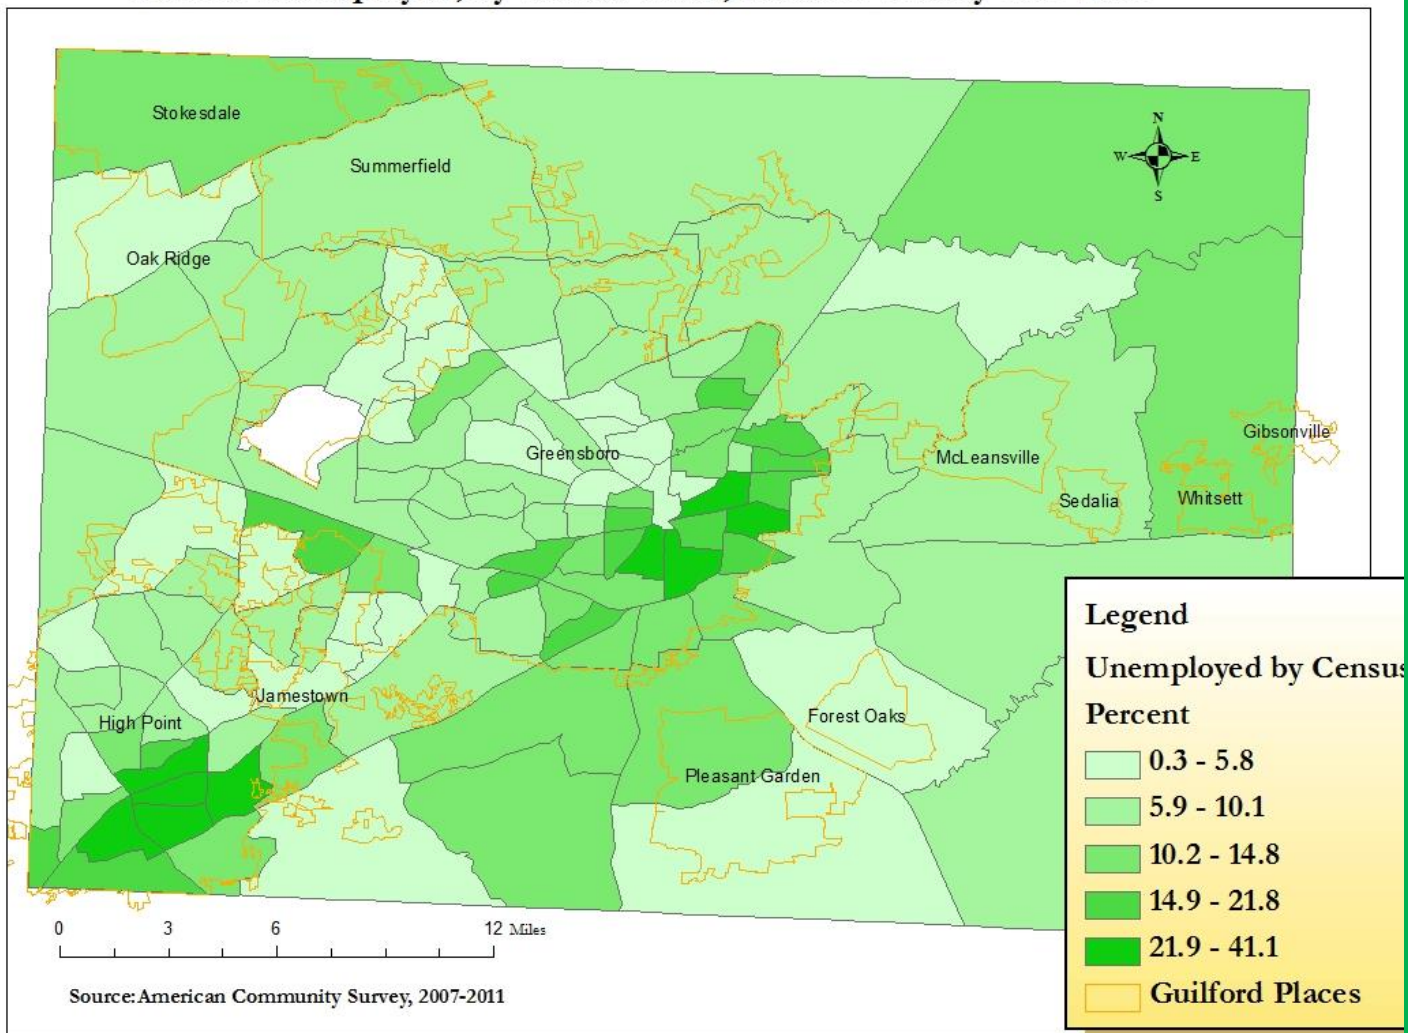 Stokesdale
N
W
E
S
Summerfield
Oak Ridge
Gibsonville
Greensboro
McLeansville
Sedalia
Whitsett
Jamestown
High Point
Forest Oaks
Pleasant Garden
Legend
Unemployed by Census
Percent
0.3 - 5.8
5.9 - 10.1
10.2 - 14.8
14.9 - 21.8
21.9 - 41.1
Guilford Places
0 3 6 12 Miles
Source: American Community Survey, 2007-2011